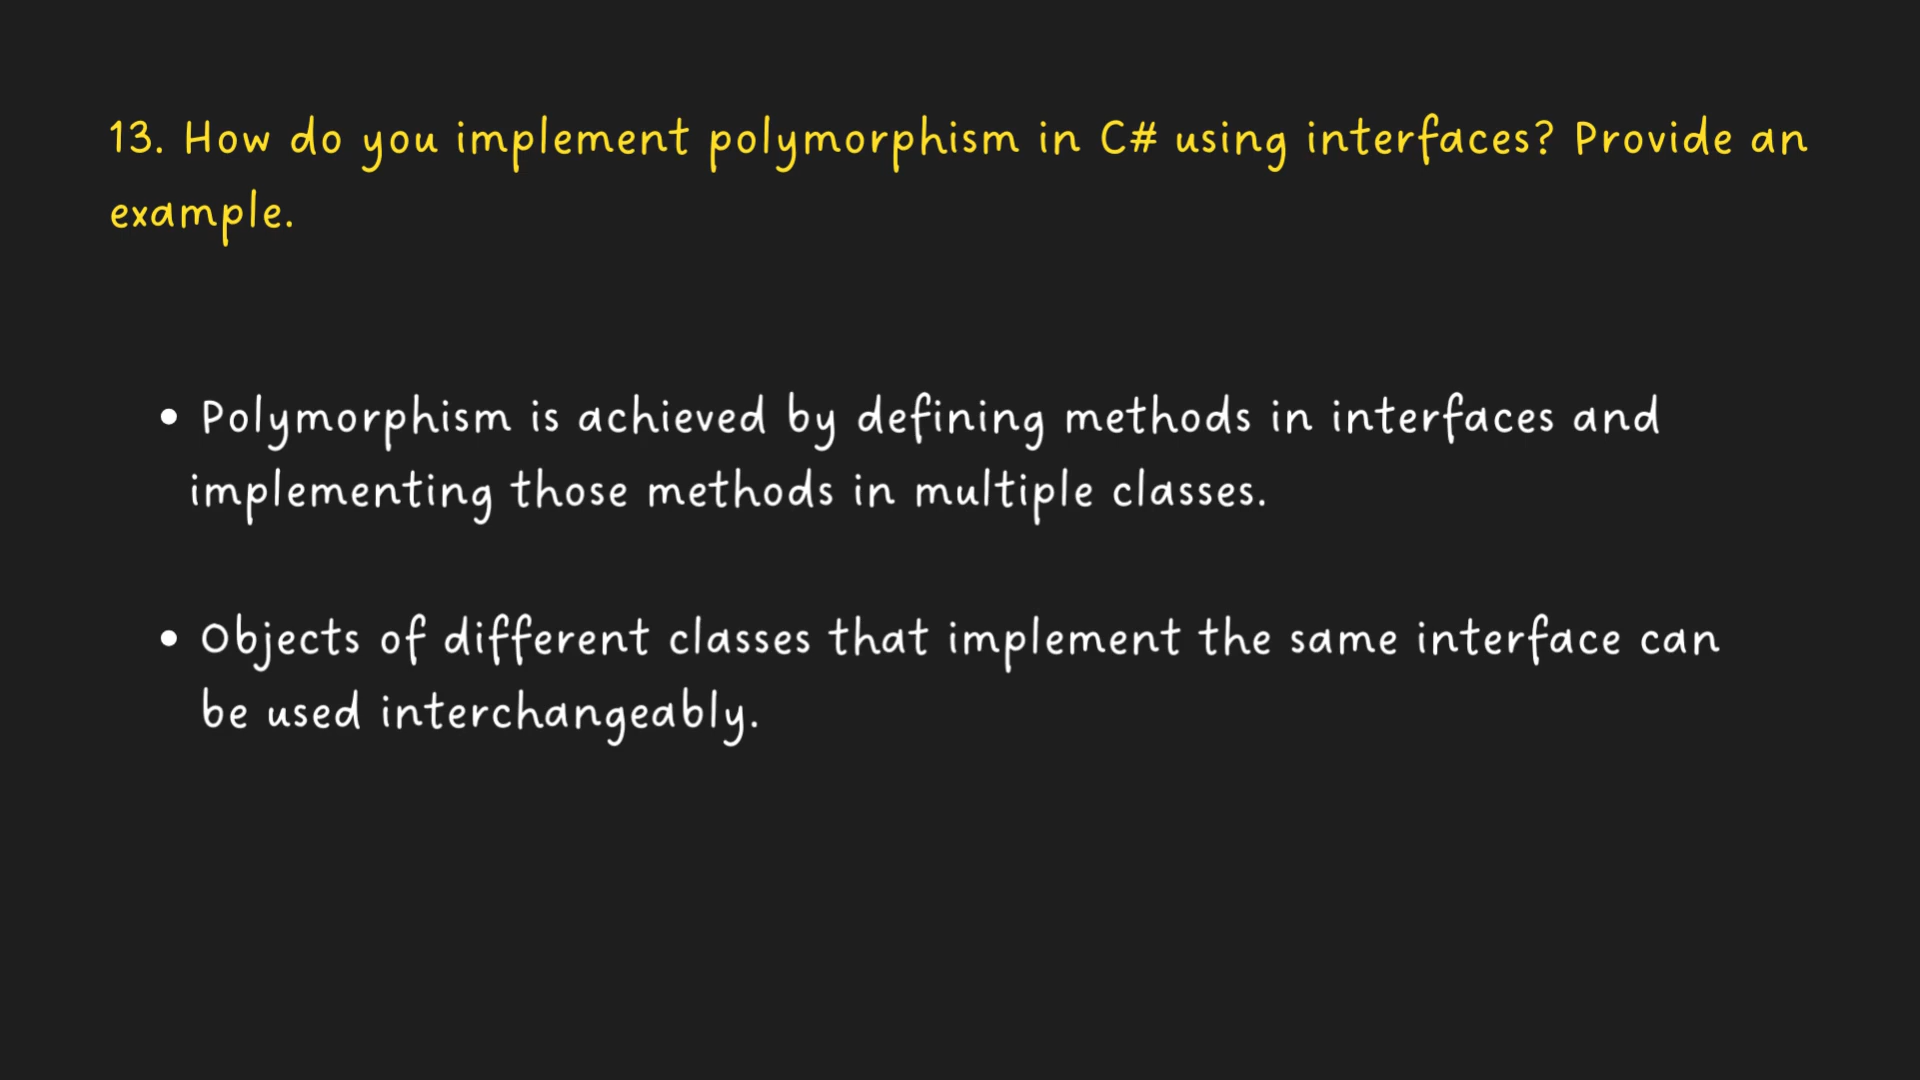 13. How do you implement polymorphism in C# using interfaces? Provide an
example.
• Polymorphism is achieved by defining methods in interfaces and
implementing those methods in multiple classes.
• Objects of different classes that implement the same interface can
be used interchangeably.